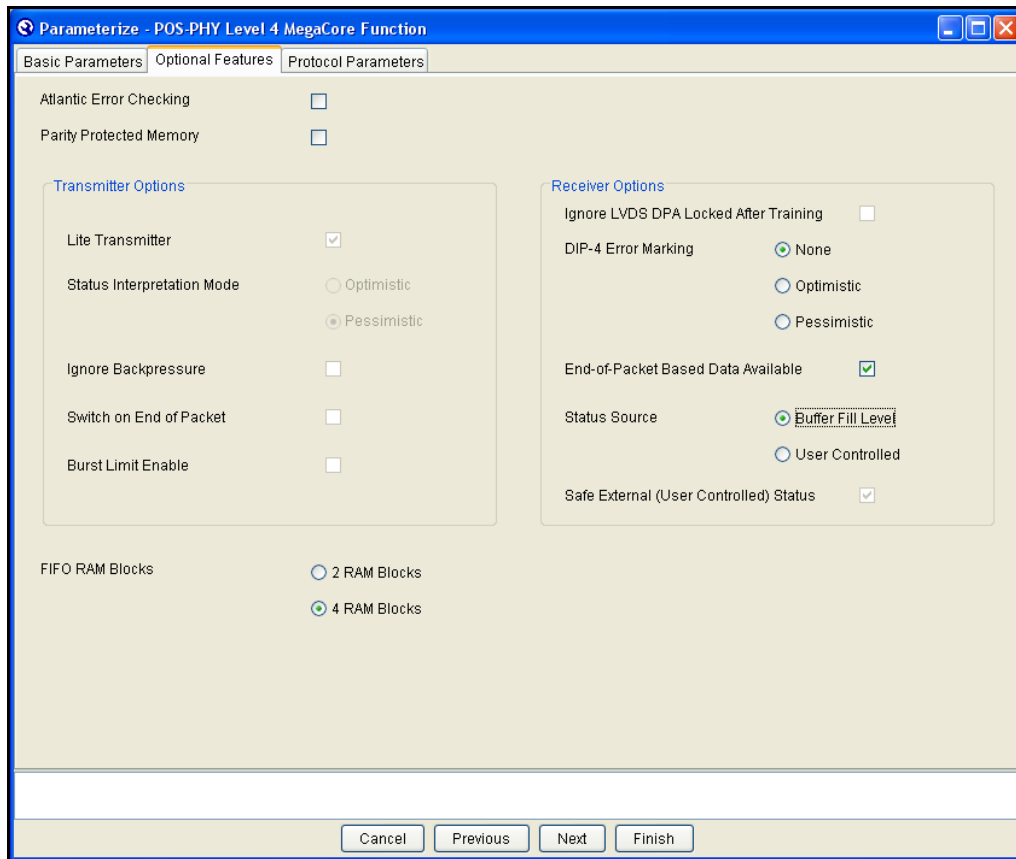 Parameterize - POS-PHY Level 4 MegaCore Function
Basic Parameters Optional Features Protocol Parameters
Atlantic Error Checking
Parity Protected Memory
Transmitter Options
Lite Transmitter
Status Interpretation Mode Optimistic
Pessimistic
Ignore Backpressure
Switch on End of Packet
Burst Limit Enable
Receiver Options
Ignore LVDS DPA Locked After Training
DIP-4 Error Marking None
Optimistic
Pessimistic
End-of-Packet Based Data Available
Status Source Buffer Fill Level
User Controlled
Safe External (User Controlled) Status
FIFO RAM Blocks 2 RAM Blocks
4 RAM Blocks
Cancel Previous Next Finish